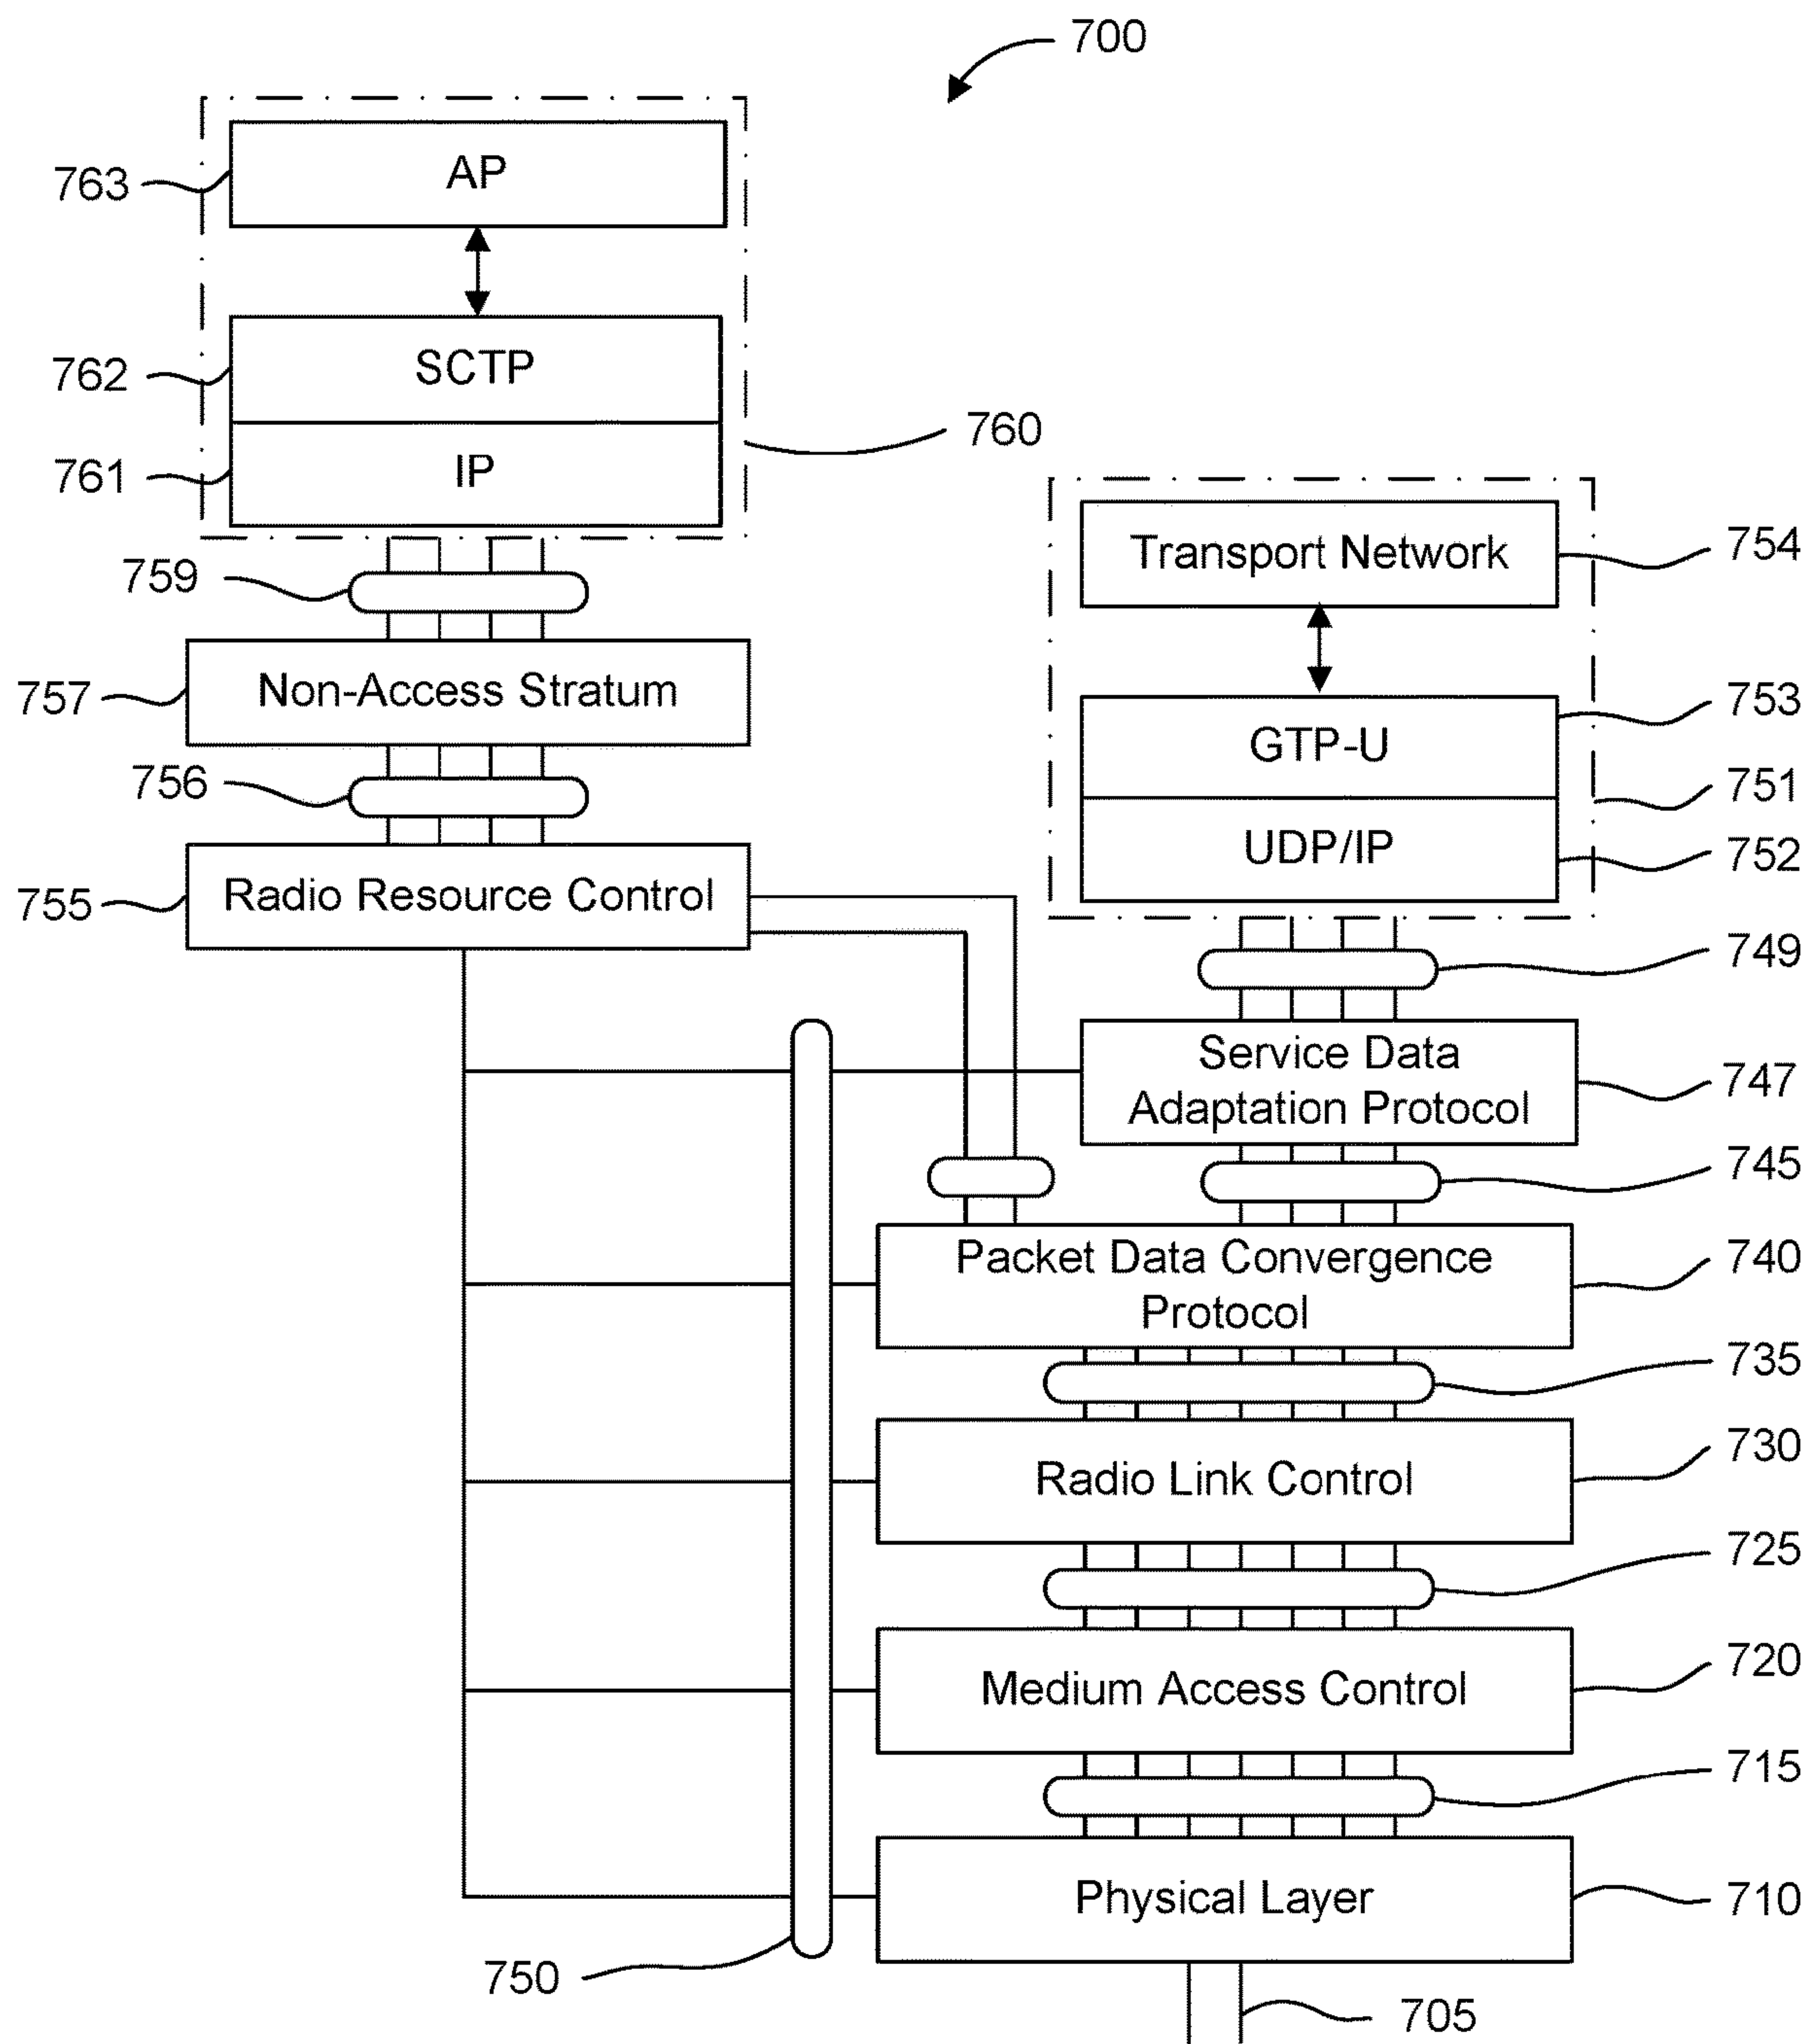 700
763
AP
762
SCTP
760
761
IP
Transport Network
754
759
757
Non-Access Stratum
753
GTP-U
756
751
UDP/IP
752
755
Radio Resource Control
749
Service Data
Adaptation Protocol
747
745
Packet Data Convergence
Protocol
740
735
Radio Link Control
730
725
Medium Access Control
720
715
Physical Layer
710
750
705